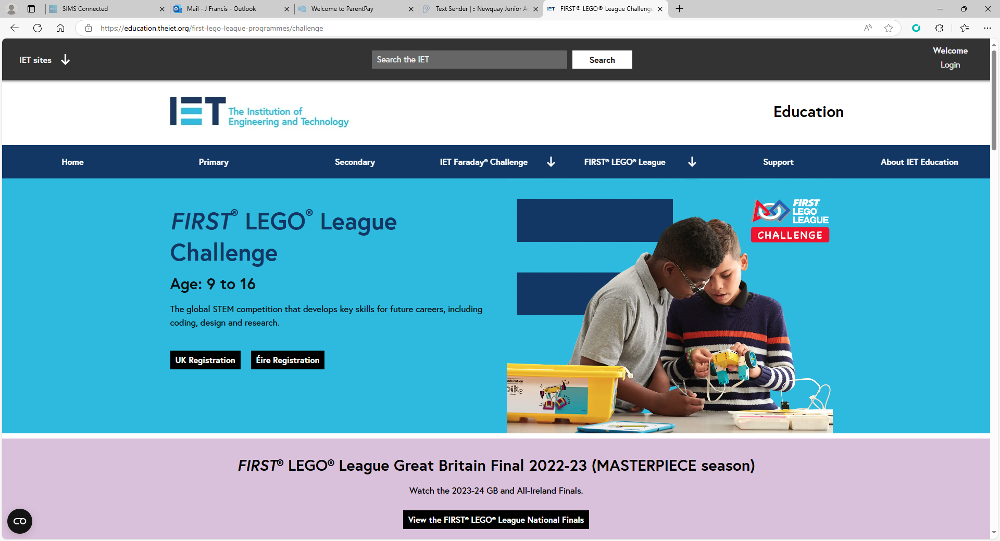 SIMS Connected
Mail - J Francis - Outlook
Welcome to ParentPay
Text Sender | :: Newquay Junior A
IET FIRST® LEGO® League Challenge
https://education.theiet.org/first-lego-league-programmes/challenge
IET sites
Search the IET
Search
Welcome
Login
IET The Institution of
Engineering and Technology
Education
Home
Primary
Secondary
IET Faraday® Challenge
FIRST® LEGO® League
Support
About IET Education
FIRST® LEGO® League
Challenge
Age: 9 to 16
The global STEM competition that develops key skills for future careers, including
coding, design and research.
UK Registration
Éire Registration
FIRST
LEGO
LEAGUE
CHALLENGE
education
FIRST® LEGO® League Great Britain Final 2022-23 (MASTERPIECE season)
Watch the 2023-24 GB and All-Ireland Finals.
View the FIRST® LEGO® League National Finals